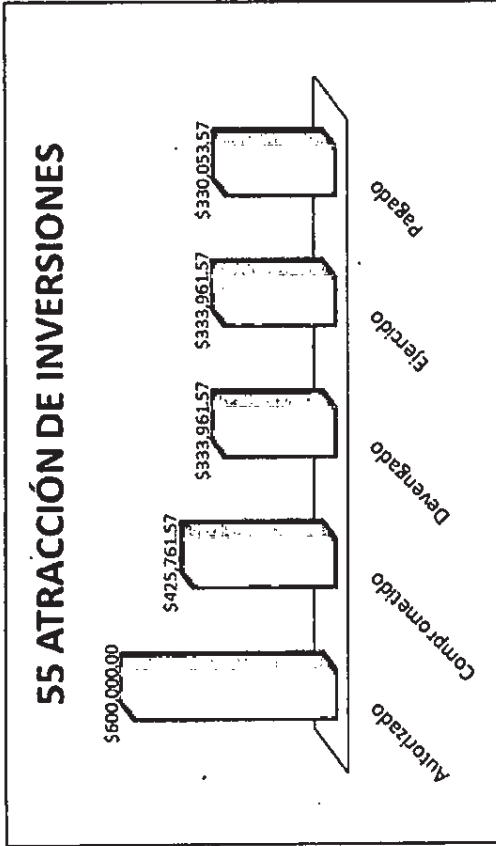 55 ATRACCIÓN DE INVERSIONES
$600,000.00
$425,761.57
$333,961.57
$333,961.57
$330,053.57
Autorizado
Comprometido
Devengado
Ejercido
Pagado